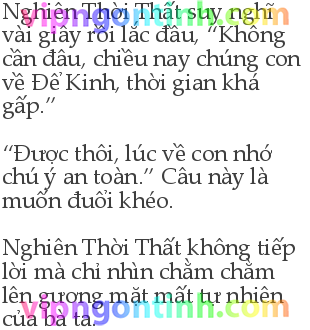 Nghiên Thời Thất suy nghĩ
vài giây rồi lắc đầu, “Không
cần đâu, chiều nay chúng con
về Để Kinh, thời gian khá
gấp.”
“Được thôi, lúc về con nhớ
chú ý an toàn.” Câu này là
muốn đuổi khéo.
Nghiên Thời Thất không tiếp
lời mà chỉ nhìn chằm chằm
lên gương mặt mất tự nhiên
của bà ta.
vipngontinh.com
vipngontinh.com